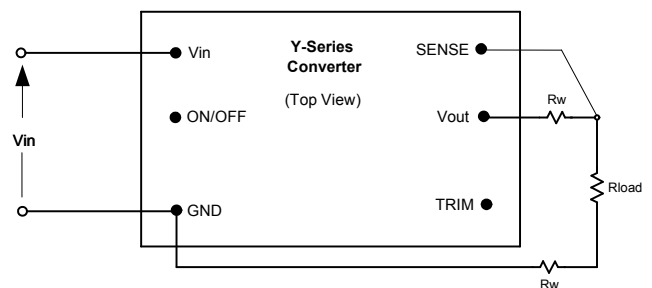 Y-Series
Converter
(Top View)
Vin
SENSE
ON/OFF
Vout
Rw
Vin
Rload
GND
TRIM
Rw